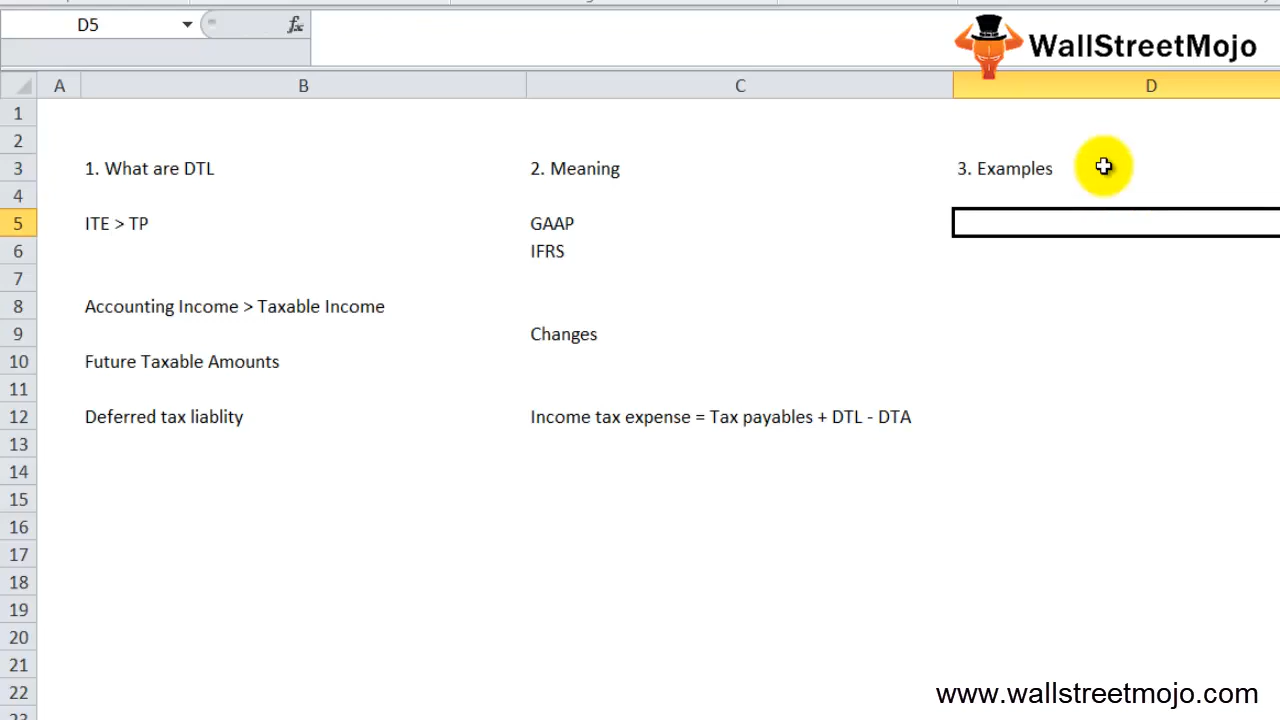 D5
fx
WallStreetMojo
A B C D
1
2
3 1. What are DTL 2. Meaning 3. Examples
4
5 ITE > TP GAAP
6 IFRS
7
8 Accounting Income > Taxable Income
9 Changes
10 Future Taxable Amounts
11
12 Deferred tax liablity Income tax expense = Tax payables + DTL - DTA
13
14
15
16
17
18
19
20
21
22
23
www.wallstreetmojo.com